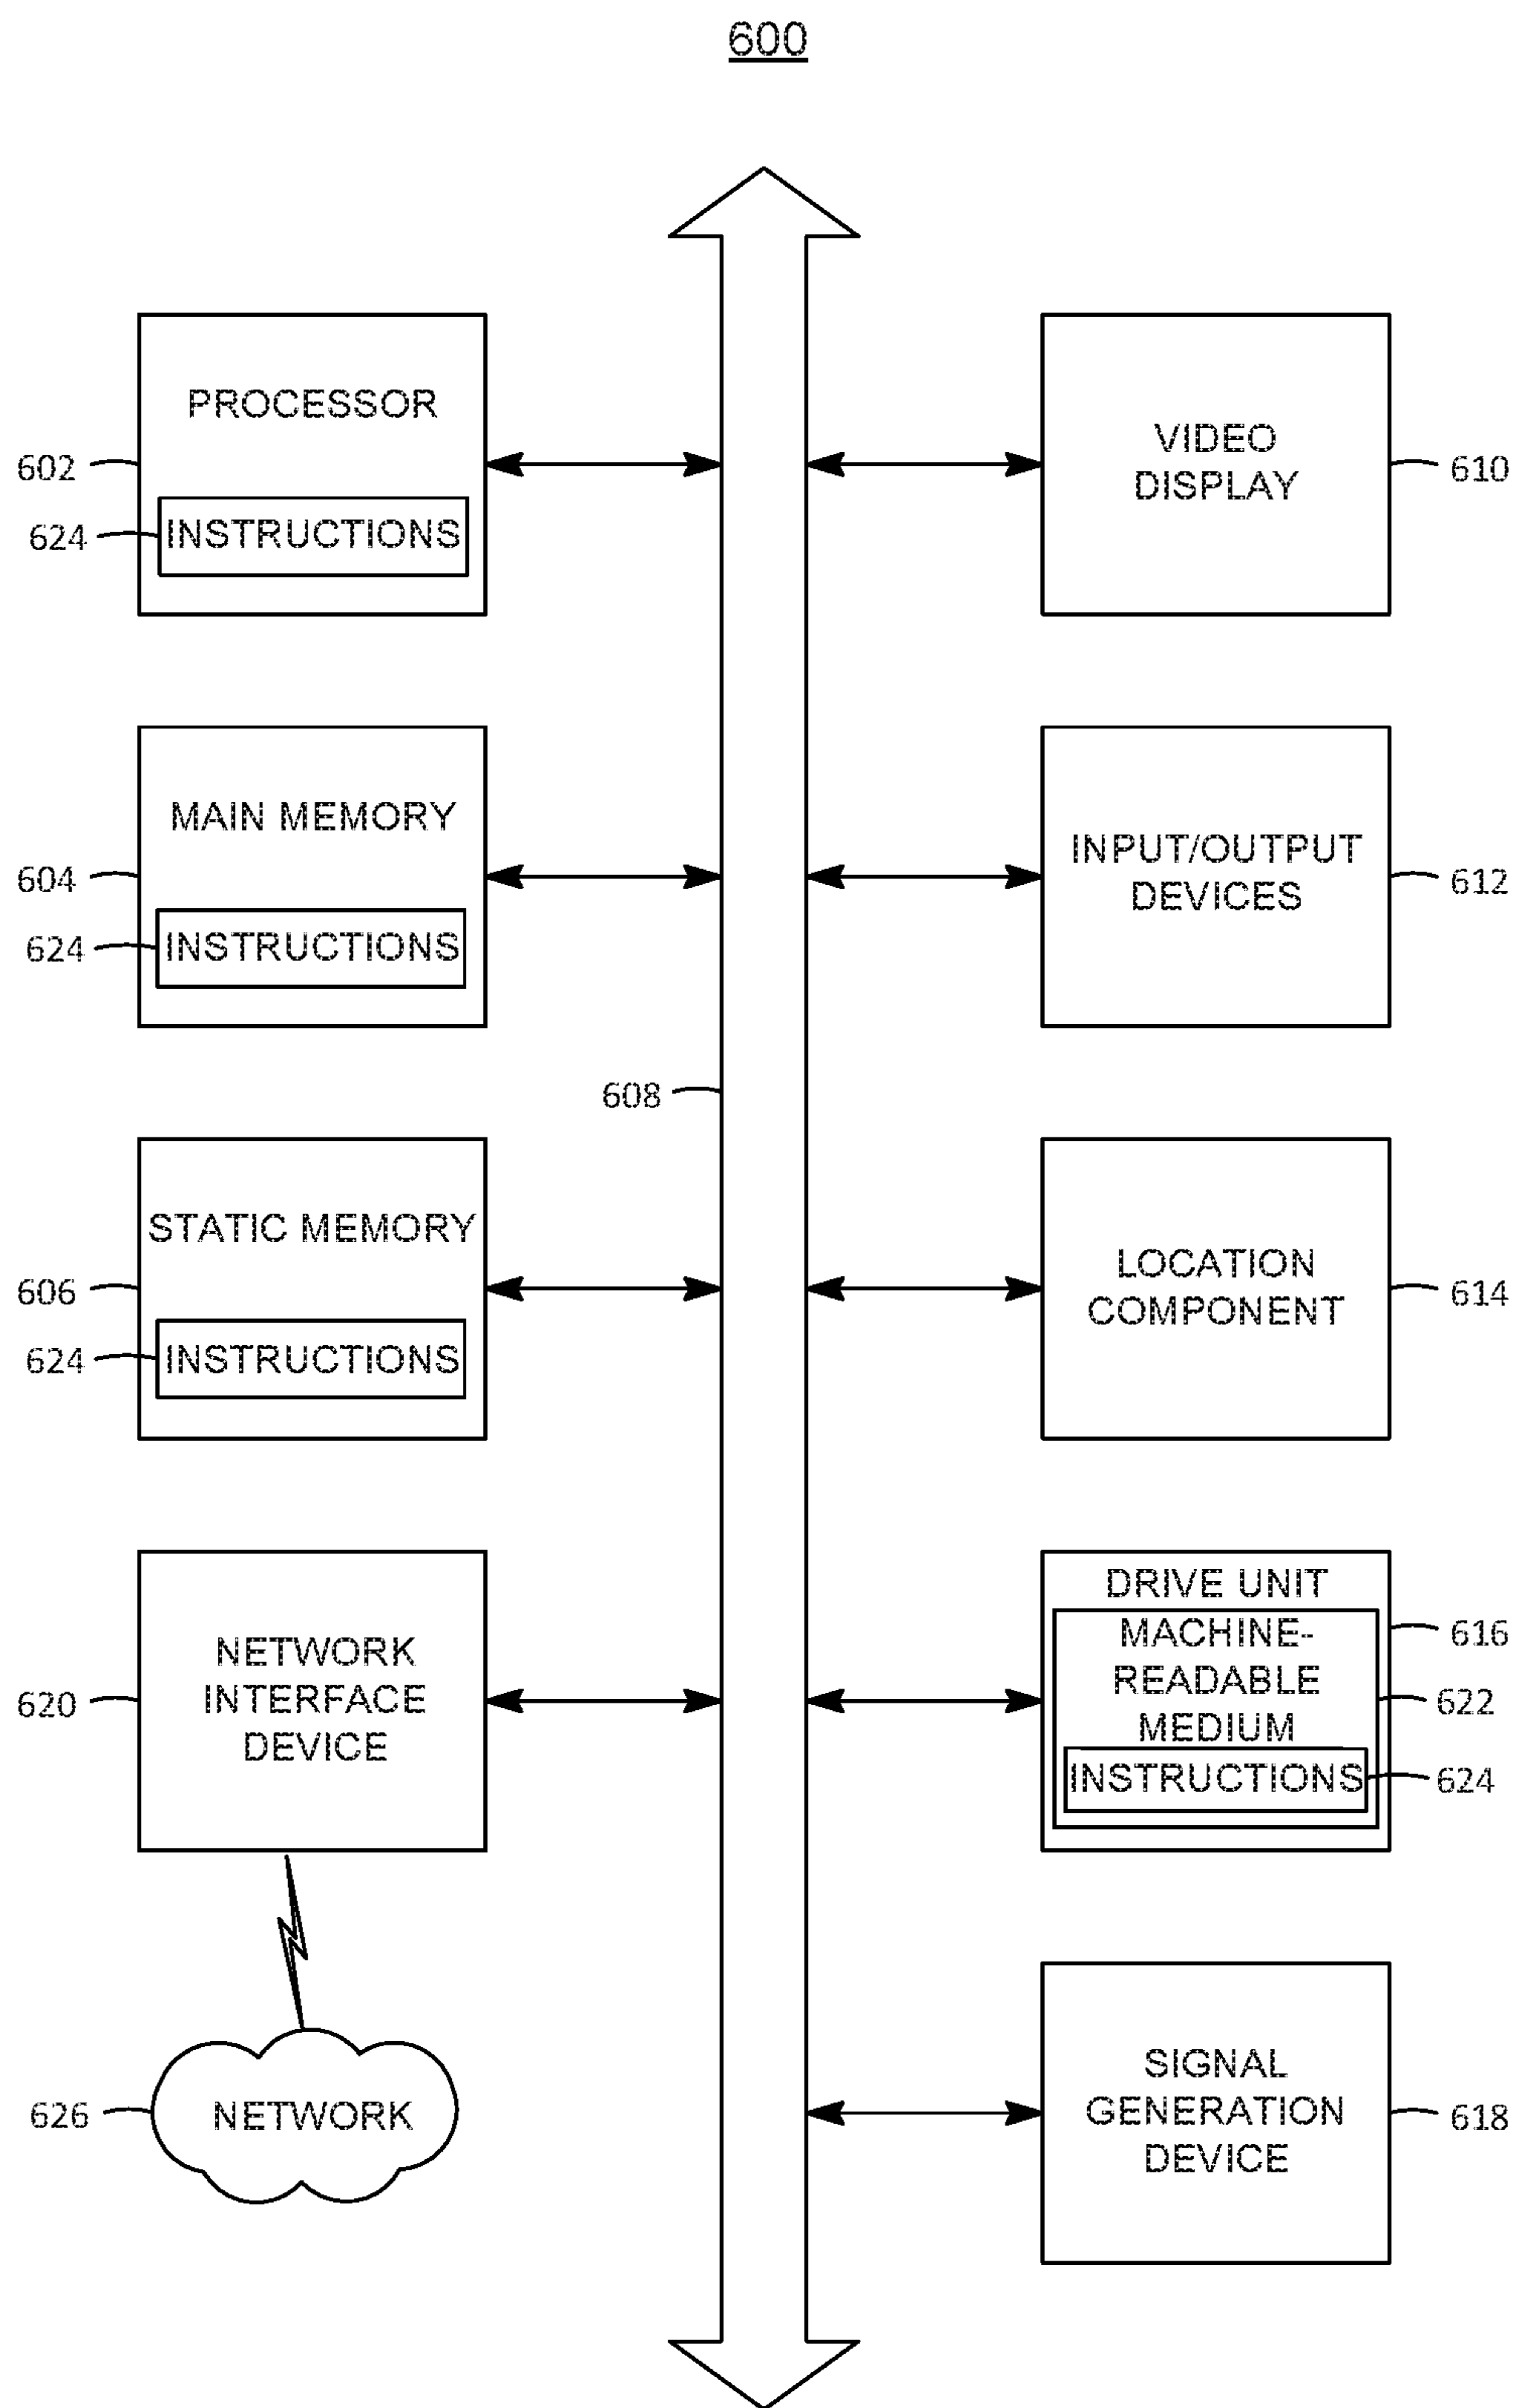 600
PROCESSOR
602
624
INSTRUCTIONS
VIDEO
DISPLAY
610
MAIN MEMORY
604
624
INSTRUCTIONS
INPUT/OUTPUT
DEVICES
612
608
STATIC MEMORY
606
624
INSTRUCTIONS
LOCATION
COMPONENT
614
NETWORK
INTERFACE
DEVICE
620
DRIVE UNIT
616
MACHINE-
READABLE
MEDIUM
622
INSTRUCTIONS
624
626
NETWORK
SIGNAL
GENERATION
DEVICE
618